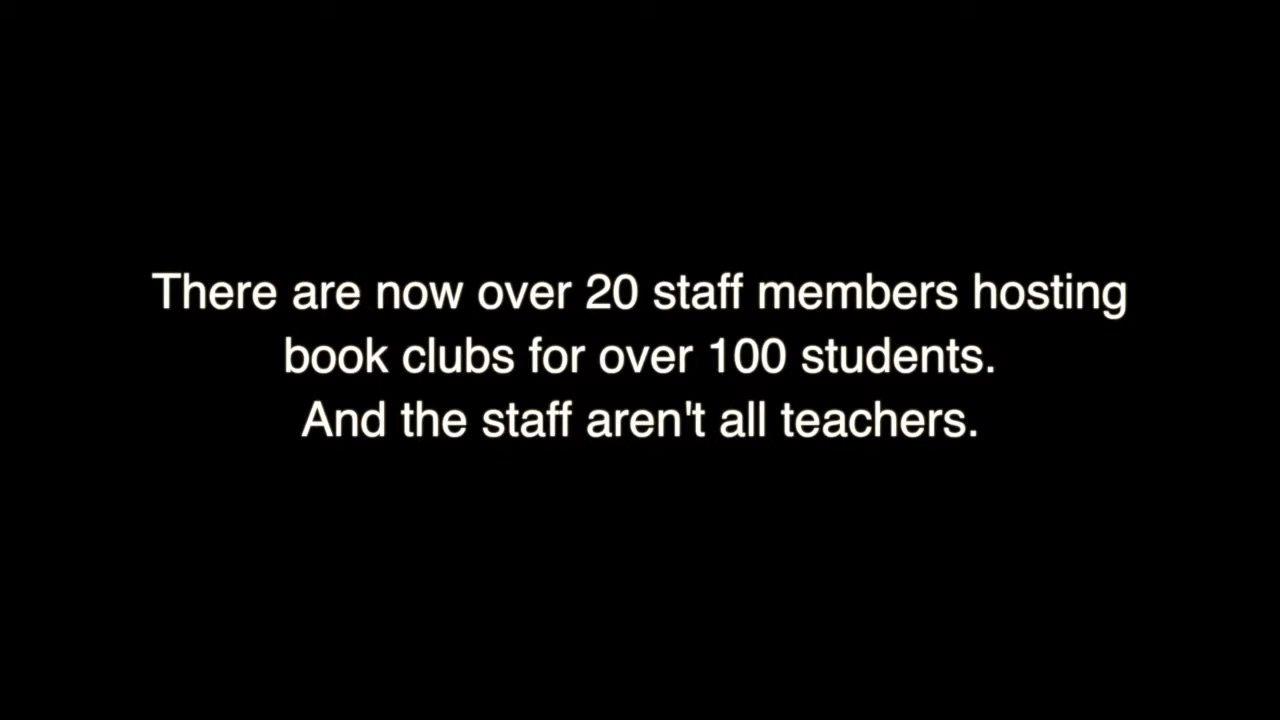 There are now over 20 staff members hosting
book clubs for over 100 students.
And the staff aren't all teachers.